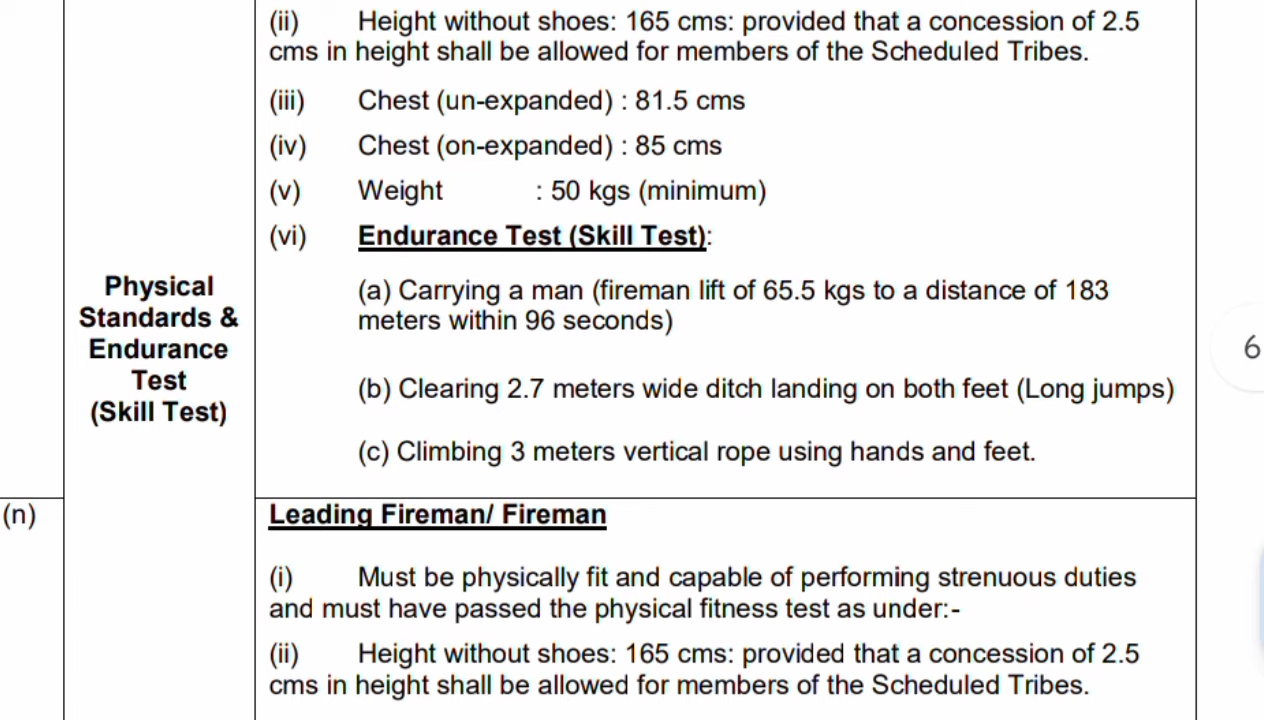 (ii) Height without shoes: 165 cms: provided that a concession of 2.5
cms in height shall be allowed for members of the Scheduled Tribes.
(iii) Chest (un-expanded) : 81.5 cms
(iv) Chest (on-expanded) : 85 cms
(v) Weight : 50 kgs (minimum)
(vi) Endurance Test (Skill Test):
Physical
Standards &
Endurance
Test
(Skill Test)
(a) Carrying a man (fireman lift of 65.5 kgs to a distance of 183
meters within 96 seconds)
(b) Clearing 2.7 meters wide ditch landing on both feet (Long jumps)
(c) Climbing 3 meters vertical rope using hands and feet.
6
(n)
Leading Fireman/ Fireman
(i) Must be physically fit and capable of performing strenuous duties
and must have passed the physical fitness test as under:-
(ii) Height without shoes: 165 cms: provided that a concession of 2.5
cms in height shall be allowed for members of the Scheduled Tribes.